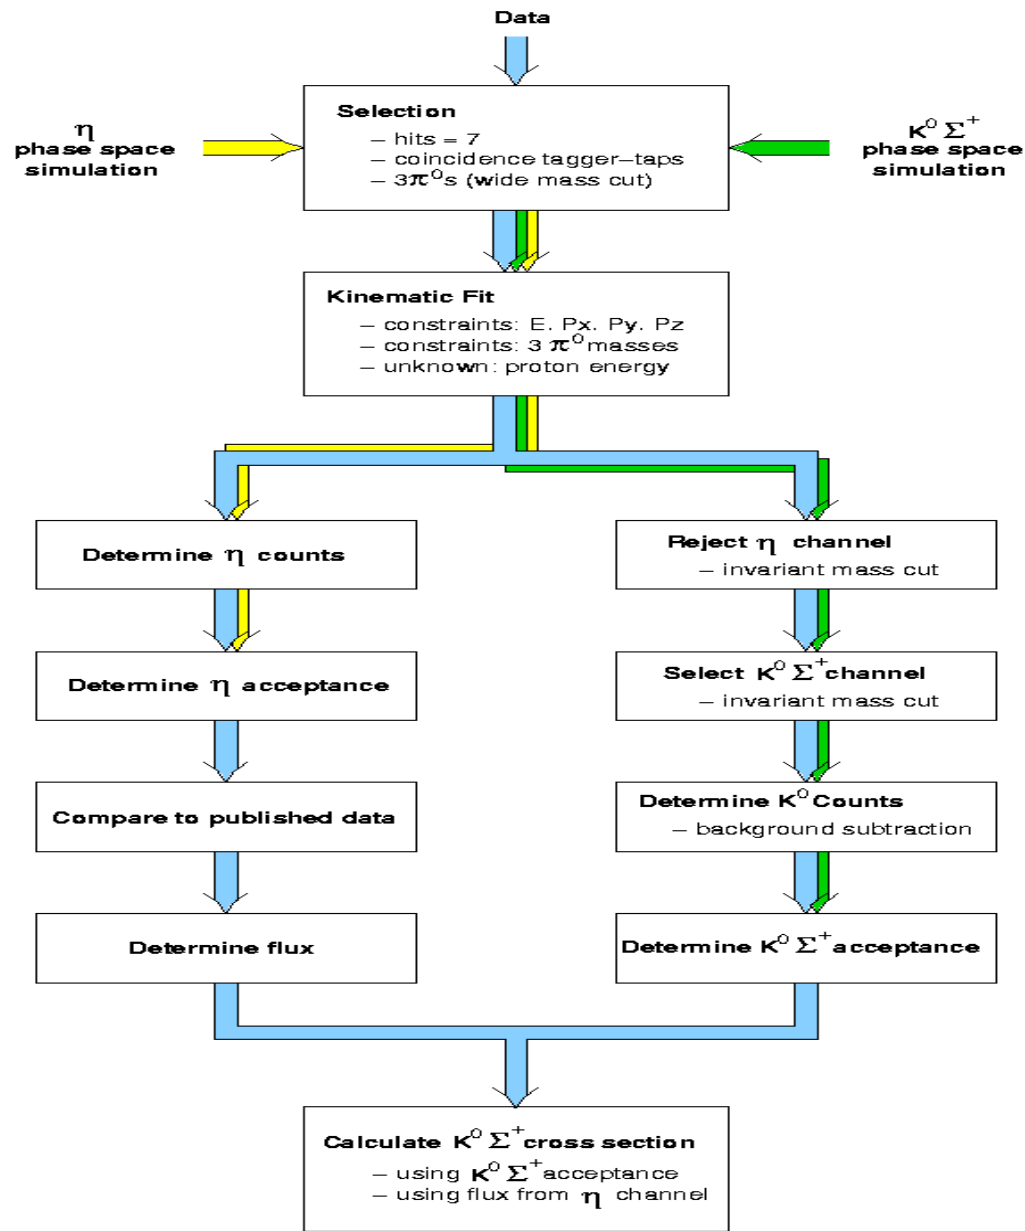 Data
η
phase space
simulation
Selection
– hits = 7
– coincidence tagger–taps
– 3π⁰s (wide mass cut)
K⁰ Σ⁺
phase space
simulation
Kinematic Fit
– constraints: E. Px. Py. Pz
– constraints: 3 π⁰ masses
– unknown: proton energy
Determine η counts
Determine η acceptance
Compare to published data
Determine flux
Reject η channel
– invariant mass cut
Select K⁰ Σ⁺ channel
– invariant mass cut
Determine K⁰ Counts
– background subtraction
Determine K⁰ Σ⁺ acceptance
Calculate K⁰ Σ⁺ cross section
– using K⁰ Σ⁺ acceptance
– using flux from η channel